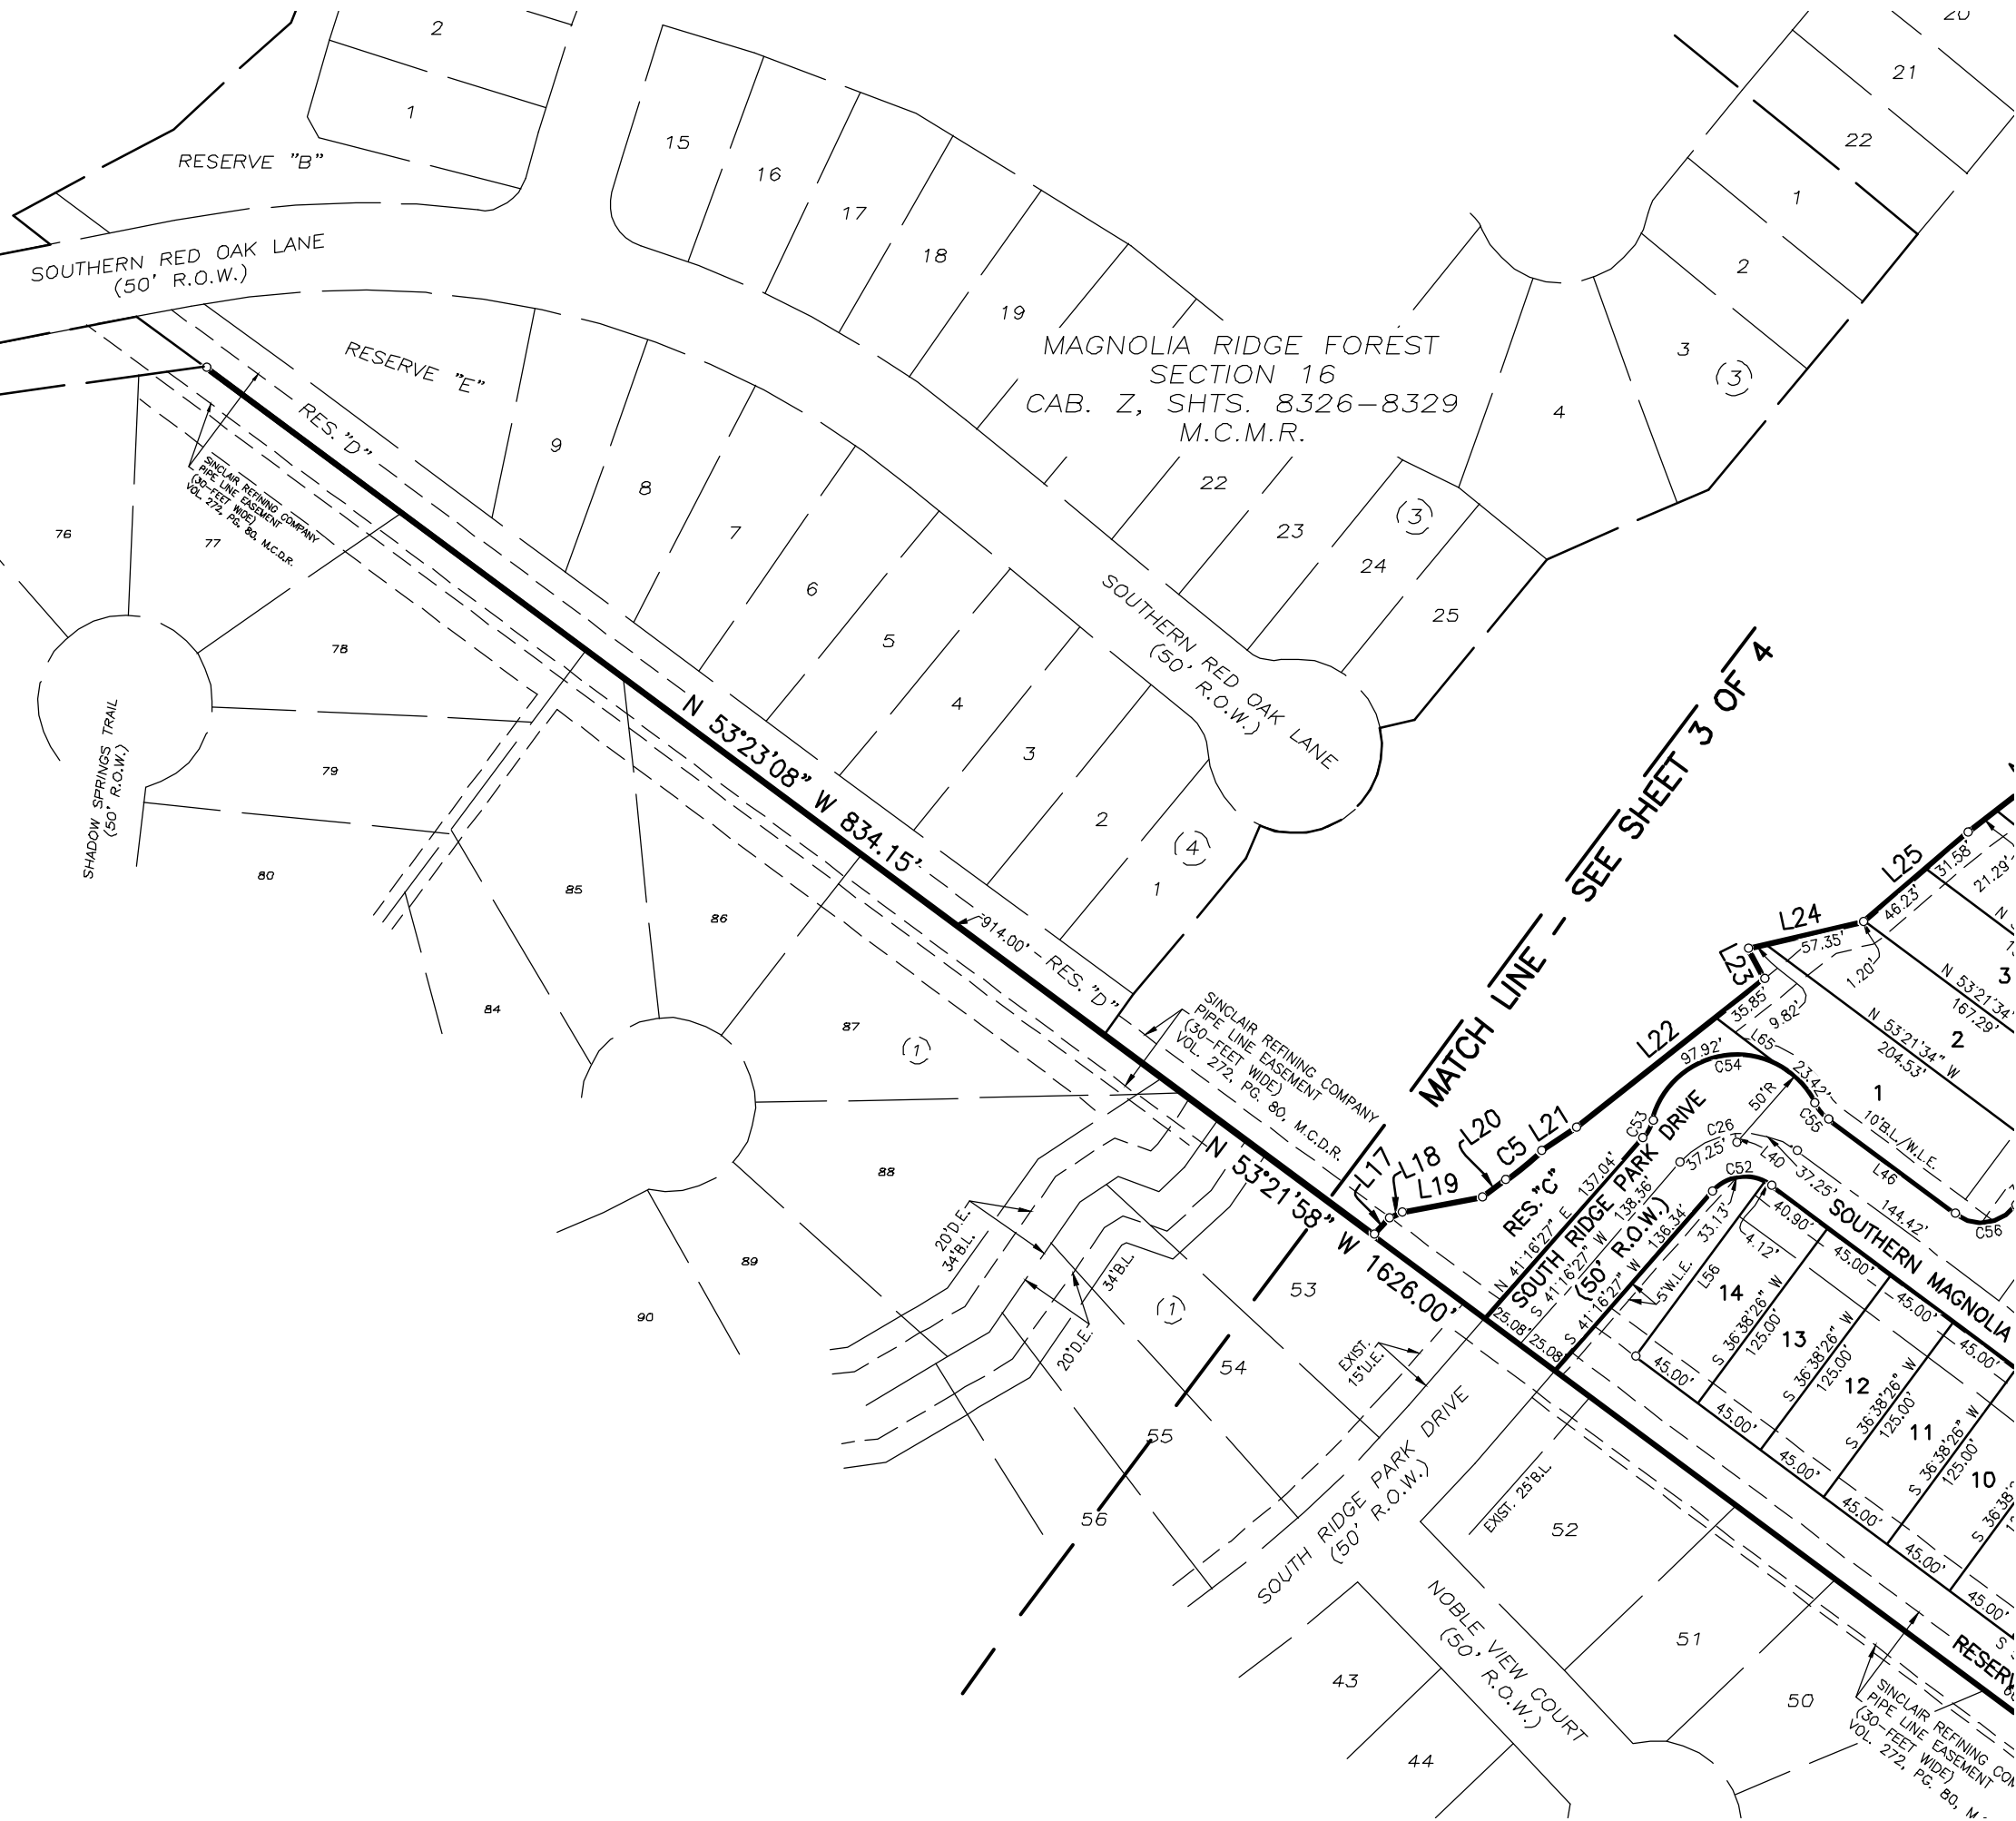 2
1
RESERVE "B"
SOUTHERN RED OAK LANE
(50' R.O.W.)
15
16
17
18
19
MAGNOLIA RIDGE FOREST
SECTION 16
CAB. Z, SHTS. 8326-8329
M.C.M.R.
22
23
24
25
(3)
20
21
22
1
2
3
(3)
4
RESERVE "E"
RES. "D"
9
8
7
6
5
4
3
2
1
(4)
SOUTHERN RED OAK LANE
(50' R.O.W.)
SINCLAIR REFINING COMPANY
PIPE LINE EASEMENT
(30-FEET WIDE)
VOL. 272, PG. 80, M.C.D.R.
76
77
78
79
80
SHADOW SPRINGS TRAIL
(50' R.O.W.)
N 53°23'08" W 834.15'
914.00'
RES. "D"
85
86
84
87
(1)
88
89
90
SINCLAIR REFINING COMPANY
PIPE LINE EASEMENT
(30-FEET WIDE)
VOL. 272, PG. 80, M.C.D.R.
MATCH LINE - SEE SHEET 3 OF 4
N 53°21'58" W 1626.00'
20'D.E.
34'B.L.
34'B.L.
20'D.E.
(1)
53
54
55
56
EXIST.
15'U.E.
SOUTH RIDGE PARK DRIVE
(50' R.O.W.)
EXIST. 25'B.L.
52
51
50
43
44
NOBLE VIEW COURT
(50' R.O.W.)
L17
L18
L19
L20
C5
L21
L22
L23
L24
L25
31.58'
46.23'
21.29'
57.35'
1.20'
35.85'
9.82'
L65
97.92'
C54
23.42'
50'R
C53
C55
C26
37.25'
L40
37.25'
C52
L46
C56
10'B.L./W.L.E.
144.42'
1
N 53°21'34" W
204.53'
2
N 53°21'34"
167.29'
3
RES. "C"
N 41°16'27" E 137.04'
SOUTH RIDGE PARK DRIVE
(50' R.O.W.)
S 41°16'27" W 138.36'
S 41°16'27" W 136.34'
25.08'
25.08'
33.13'
4.12'
5'W.L.E.
L56
40.90'
SOUTHERN MAGNOLIA
45.00'
45.00'
45.00'
14
S 36°38'26" W
125.00'
13
S 36°38'26" W
125.00'
12
S 36°38'26" W
125.00'
11
S 36°38'26" W
125.00'
10
45.00'
45.00'
45.00'
45.00'
45.00'
45.00'
SINCLAIR REFINING
PIPE LINE EASEMENT
(30-FEET WIDE)
VOL. 272, PG. 80,